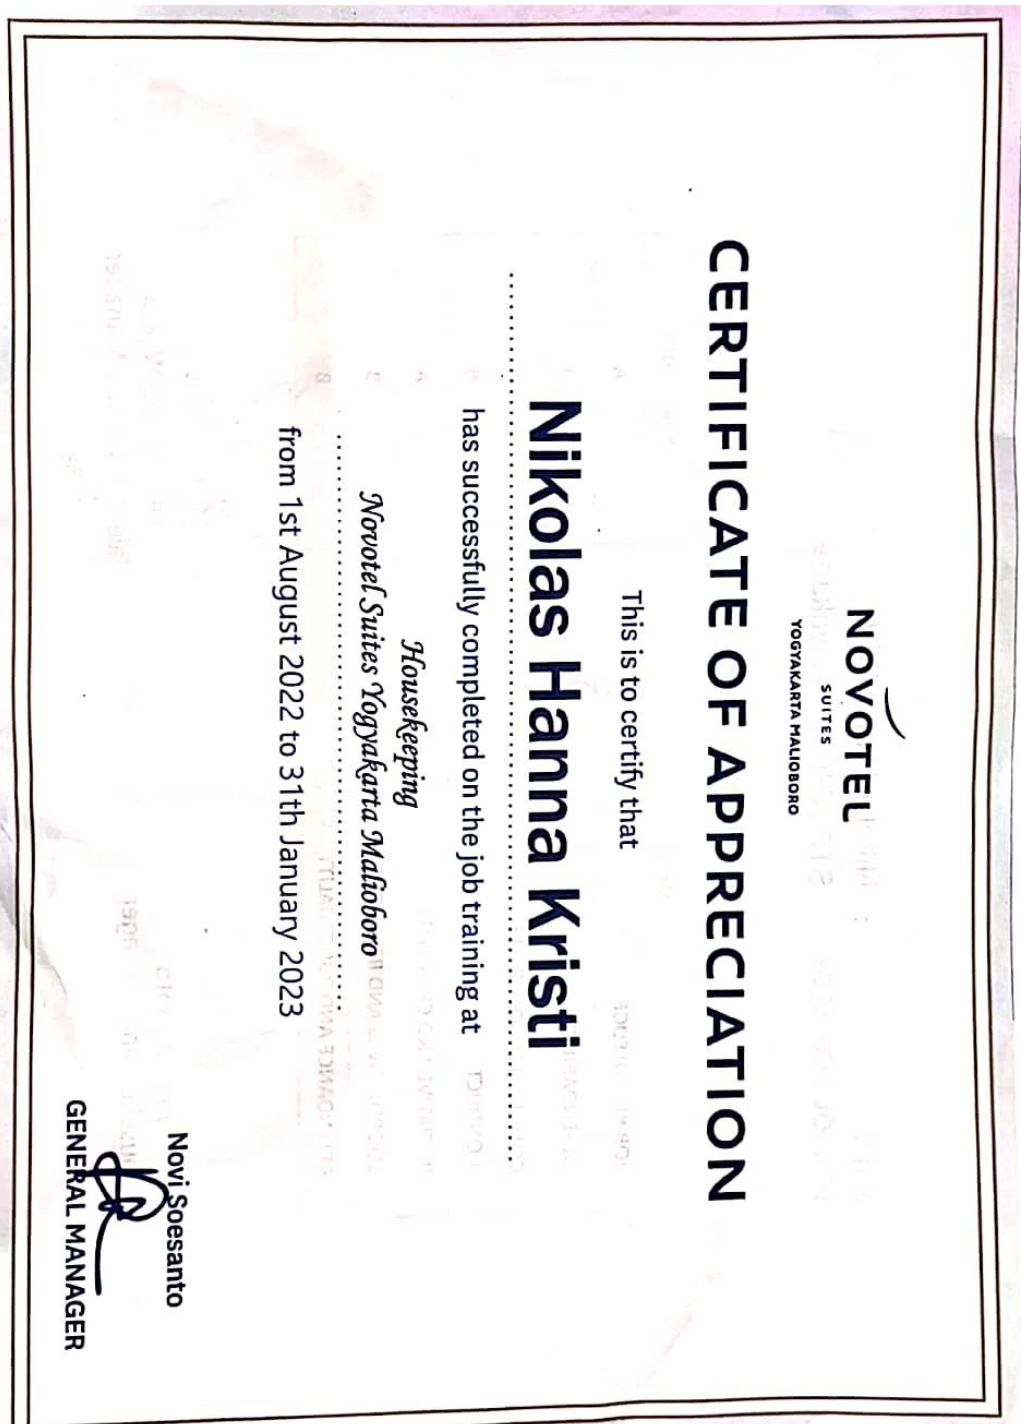 NOVOTEL
SUITES
YOGYAKARTA MALIOBORO
CERTIFICATE OF APPRECIATION
This is to certify that
Nikolas Hanna Kristi
has successfully completed on the job training at
Housekeeping
Novotel Suites Yogyakarta Malioboro
from 1st August 2022 to 31th January 2023
Novi Soesanto
GENERAL MANAGER